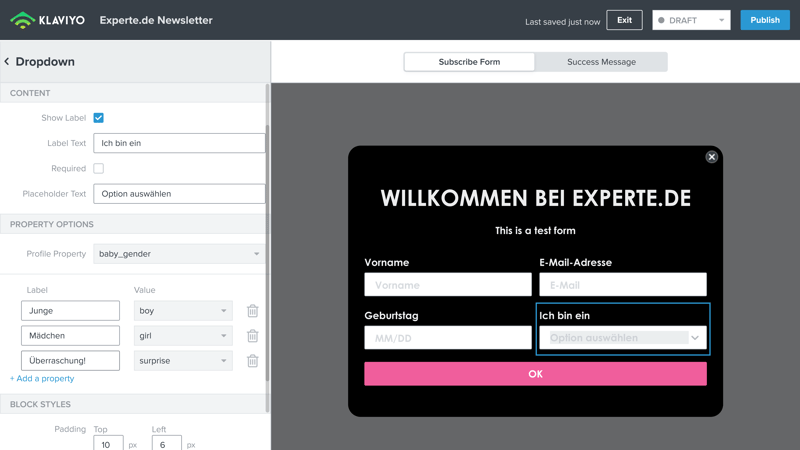 KLAVIYO
Experte.de Newsletter
Last saved just now
Exit
DRAFT
Publish
Dropdown
Subscribe Form
Success Message
CONTENT
Show Label
Label Text
Ich bin ein
Required
Placeholder Text
Option auswählen
PROPERTY OPTIONS
Profile Property
baby_gender
Label
Value
Junge
boy
Mädchen
girl
Überraschung!
surprise
+ Add a property
BLOCK STYLES
Padding
Top
Left
10
px
6
px
WILLKOMMEN BEI EXPERTE.DE
This is a test form
Vorname
E-Mail-Adresse
Vorname
E-Mail
Geburtstag
Ich bin ein
MM/DD
Option auswählen
OK